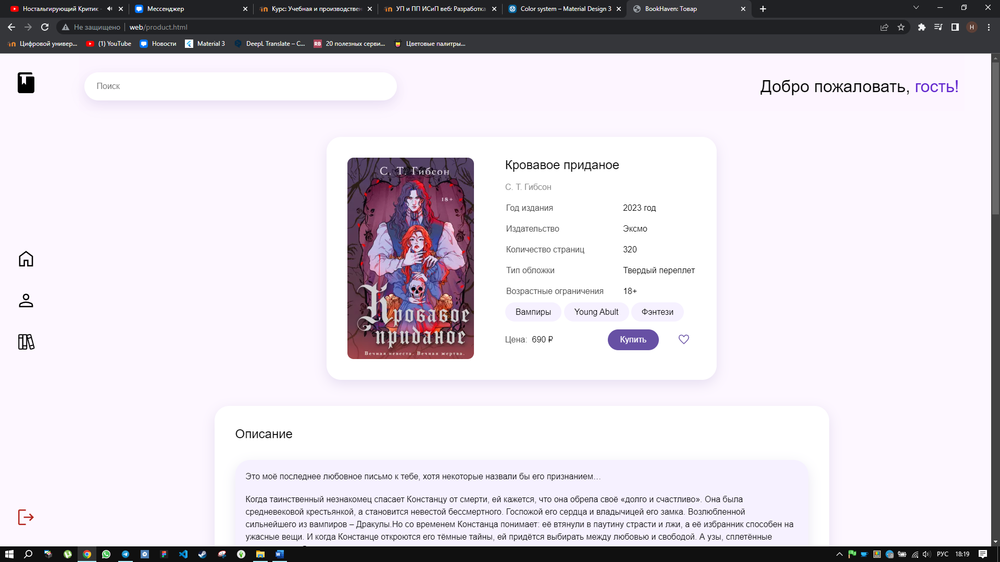 Ностальгирующий Критик -
Мессенджер
Курс: Учебная и производствен
УП и ПП ИСиП веб: Разработка
Color system – Material Design 3
BookHaven: Товар
Не защищено
web/product.html
Н
Цифровой универ...
(1) YouTube
Новости
Material 3
DeepL Translate – C...
RB
20 полезных серви...
Цветовые палитры...
Поиск
Добро пожаловать, гость!
С. Т. Гибсон
18+
Кровавое
приданое
Вечная невеста. Вечная жертва.
Кровавое приданое
С. Т. Гибсон
Год издания 2023 год
Издательство Эксмо
Количество страниц 320
Тип обложки Твердый переплет
Возрастные ограничения 18+
Вампиры Young Abult Фэнтези
Цена: 690 ₽ Купить
Описание
Это моё последнее любовное письмо к тебе, хотя некоторые назвали бы его признанием…
Когда таинственный незнакомец спасает Констанцу от смерти, ей кажется, что она обрела своё «долго и счастливо». Она была
средневековой крестьянкой, а становится невестой бессмертного. Госпожой его сердца и владычицей его замка. Возлюбленной
сильнейшего из вампиров – Дракулы.Но со временем Констанца понимает: её втянули в паутину страсти и лжи, а её избранник способен на
ужасные вещи. И когда Констанце откроются его тёмные тайны, ей придётся выбирать между любовью и свободой. А узы, сплетённые
РУС
18:19